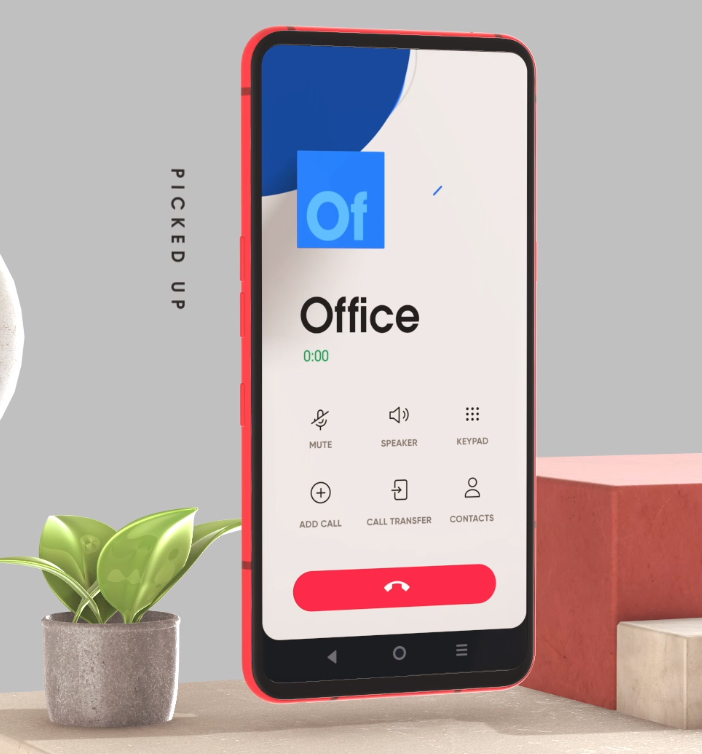 PICKED UP
Of
Office
0:00
MUTE
SPEAKER
KEYPAD
ADD CALL
CALL TRANSFER
CONTACTS